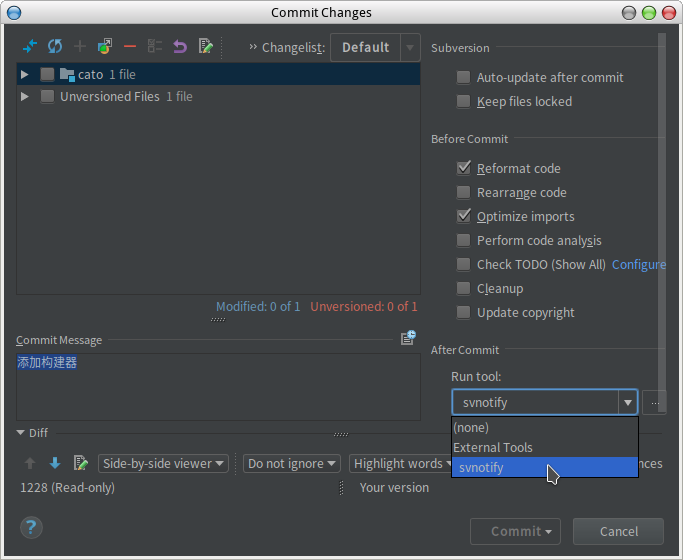 Commit Changes
Changelist: Default
cato 1 file
Unversioned Files 1 file
Modified: 0 of 1 Unversioned: 0 of 1
Commit Message
添加构建器
Diff
Side-by-side viewer Do not ignore Highlight words nces
1228 (Read-only) Your version
Subversion
Auto-update after commit
Keep files locked
Before Commit
Reformat code
Rearrange code
Optimize imports
Perform code analysis
Check TODO (Show All) Configure
Cleanup
Update copyright
After Commit
Run tool:
svnotify
...
(none)
External Tools
svnotify
? Commit Cancel